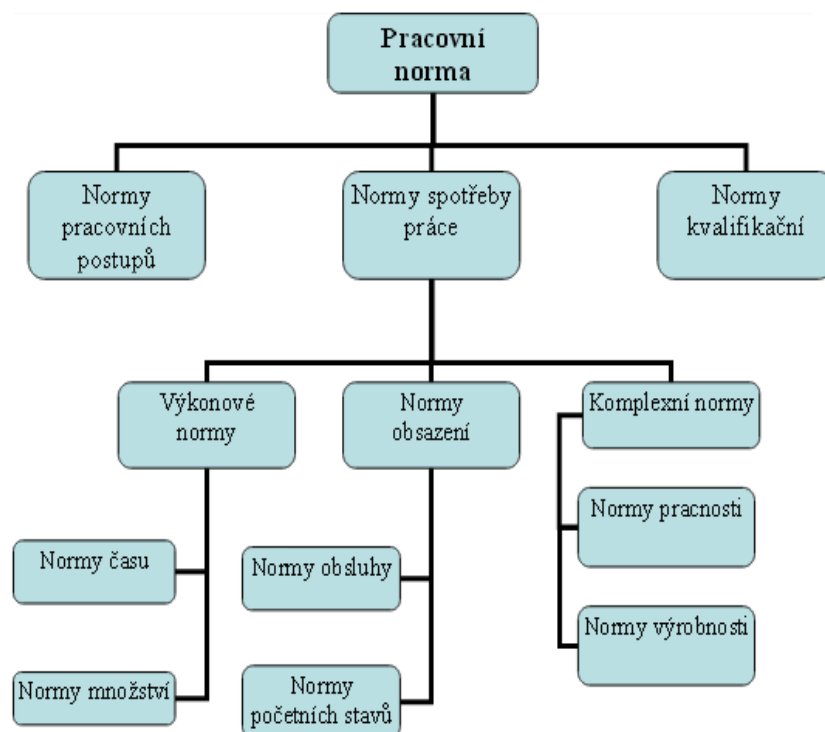 Pracovní
norma
Normy
pracovních
postupů
Normy spotřeby
práce
Normy
kvalifikační
Výkonové
normy
Normy
obsazení
Komplexní normy
Normy pracnosti
Normy času
Normy obsluhy
Normy výrobnosti
Normy množství
Normy
početních stavů